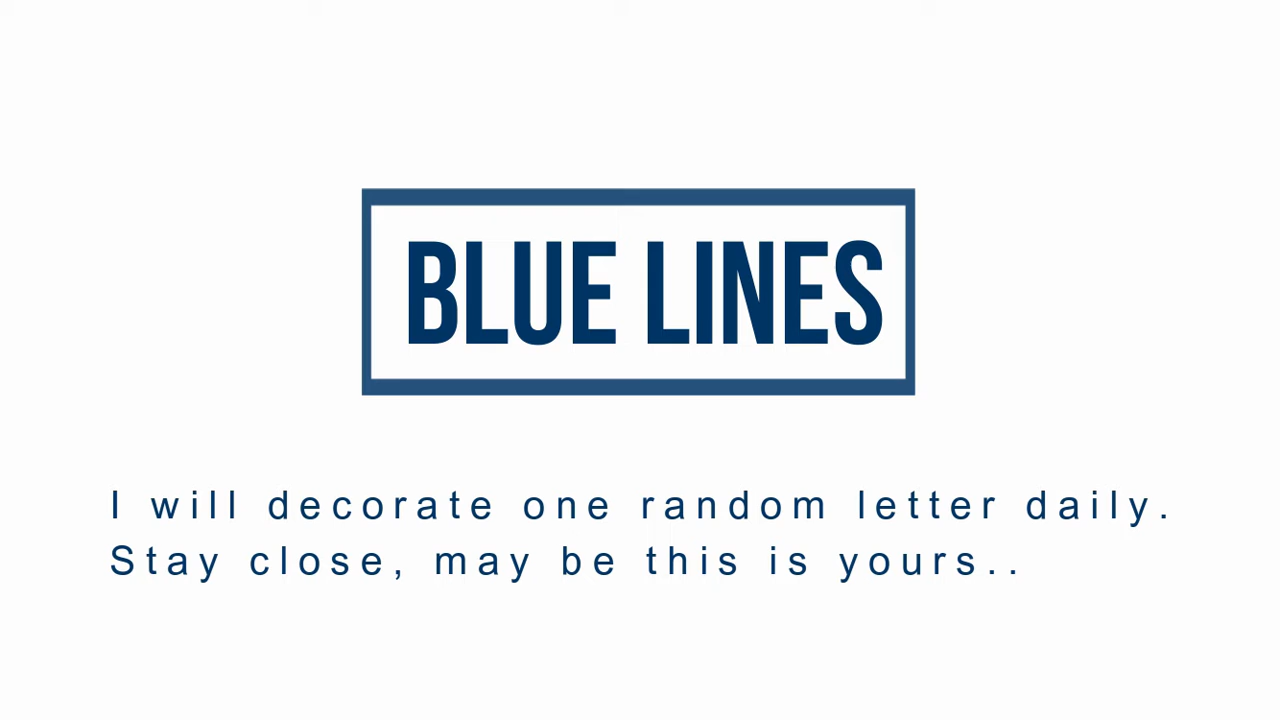 BLUE LINES
I will decorate one random letter daily.
Stay close, may be this is yours..